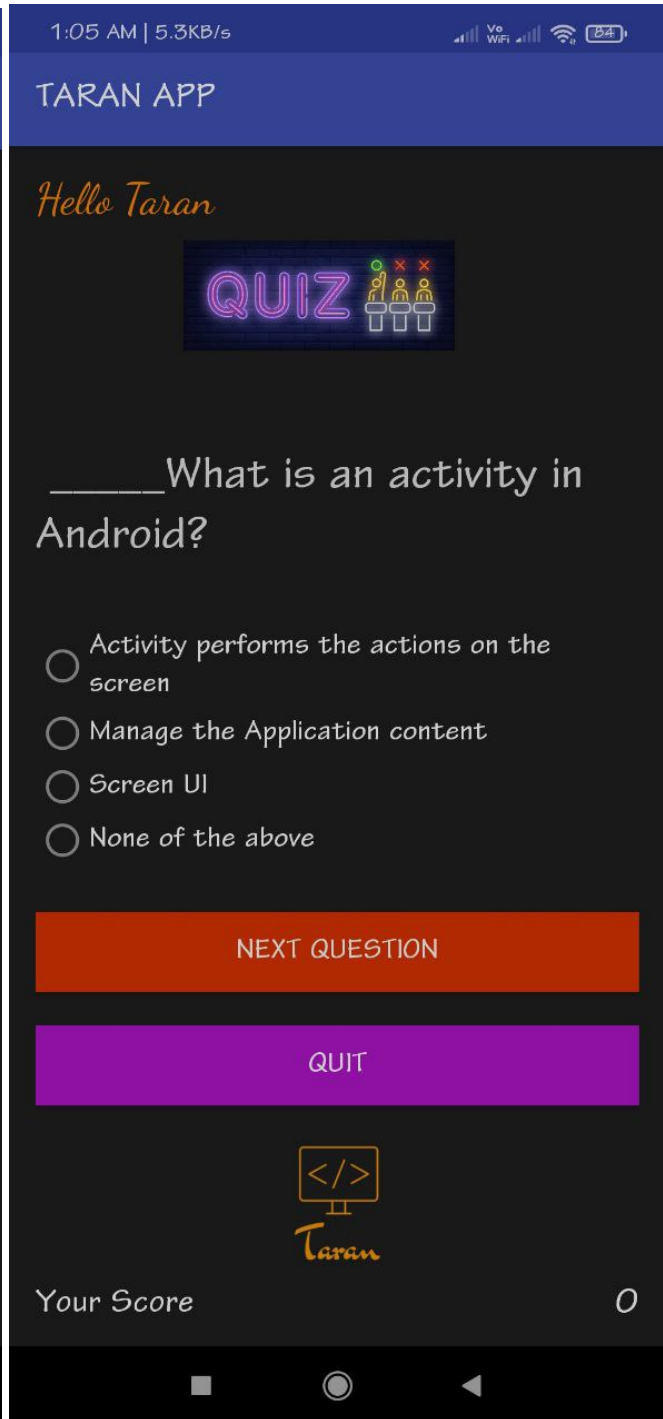 1:05 AM | 5.3KB/s Vo WiFi 84
TARAN APP
Hello Taran
QUIZ
_____What is an activity in
Android?
Activity performs the actions on the
screen
Manage the Application content
Screen UI
None of the above
NEXT QUESTION
QUIT
</>
Taran
Your Score 0